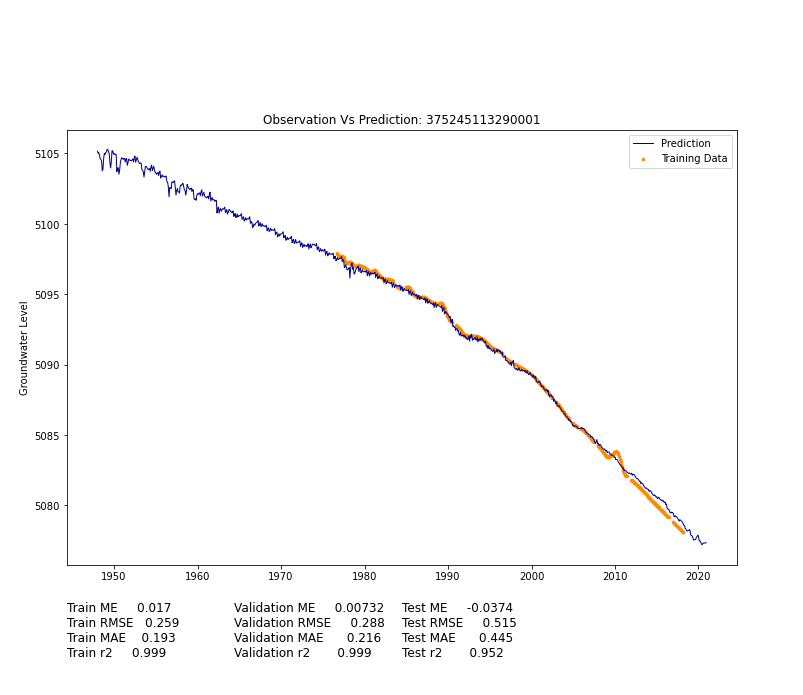 Observation Vs Prediction: 375245113290001
Prediction
Training Data
5105
5100
5095
5090
5085
5080
Groundwater Level
1950 1960 1970 1980 1990 2000 2010 2020
Train ME 0.017 Validation ME 0.00732 Test ME -0.0374
Train RMSE 0.259 Validation RMSE 0.288 Test RMSE 0.515
Train MAE 0.193 Validation MAE 0.216 Test MAE 0.445
Train r2 0.999 Validation r2 0.999 Test r2 0.952